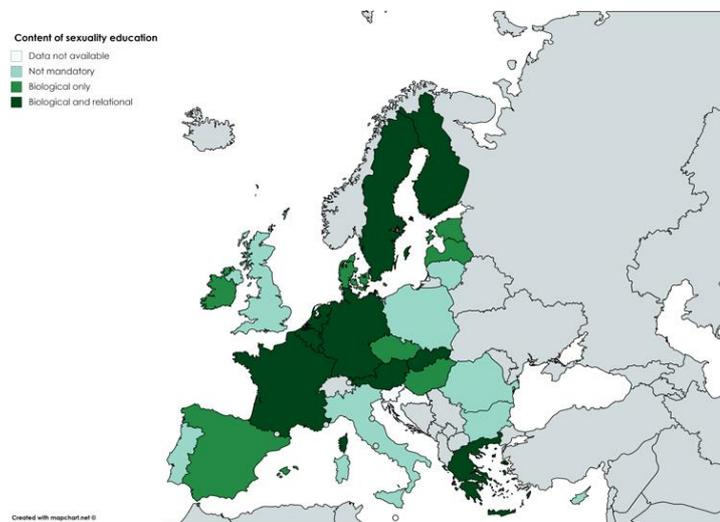 Content of sexuality education
Data not available
Not mandatory
Biological only
Biological and relational
Created with mapchart.net ©